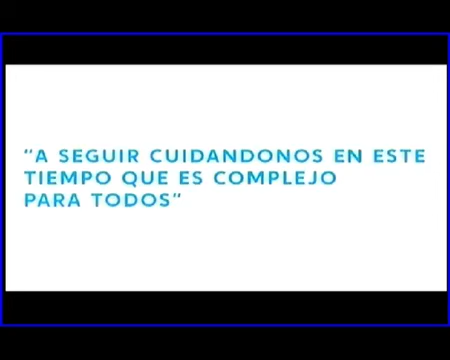 "A SEGUIR CUIDANDONOS EN ESTE
TIEMPO QUE ES COMPLEJO
PARA TODOS"